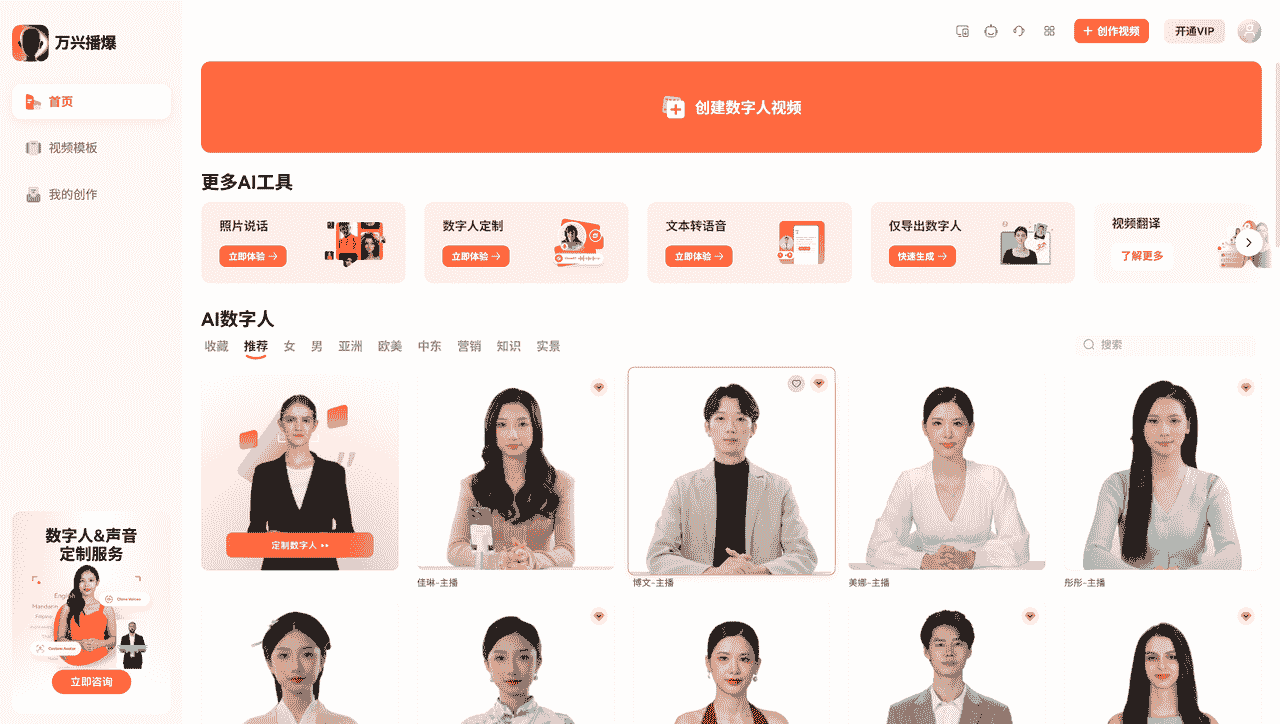 万兴播爆
首页
视频模板
我的创作
数字人&声音
定制服务
English
Mandarin
立即咨询
创作视频
开通VIP
创建数字人视频
更多AI工具
照片说话
立即体验
数字人定制
立即体验
文本转语音
立即体验
仅导出数字人
快速生成
视频翻译
了解更多
AI数字人
收藏 推荐 女 男 亚洲 欧美 中东 营销 知识 实景
搜索
定制数字人
佳琳-主播
博文-主播
美娜-主播
彤彤-主播